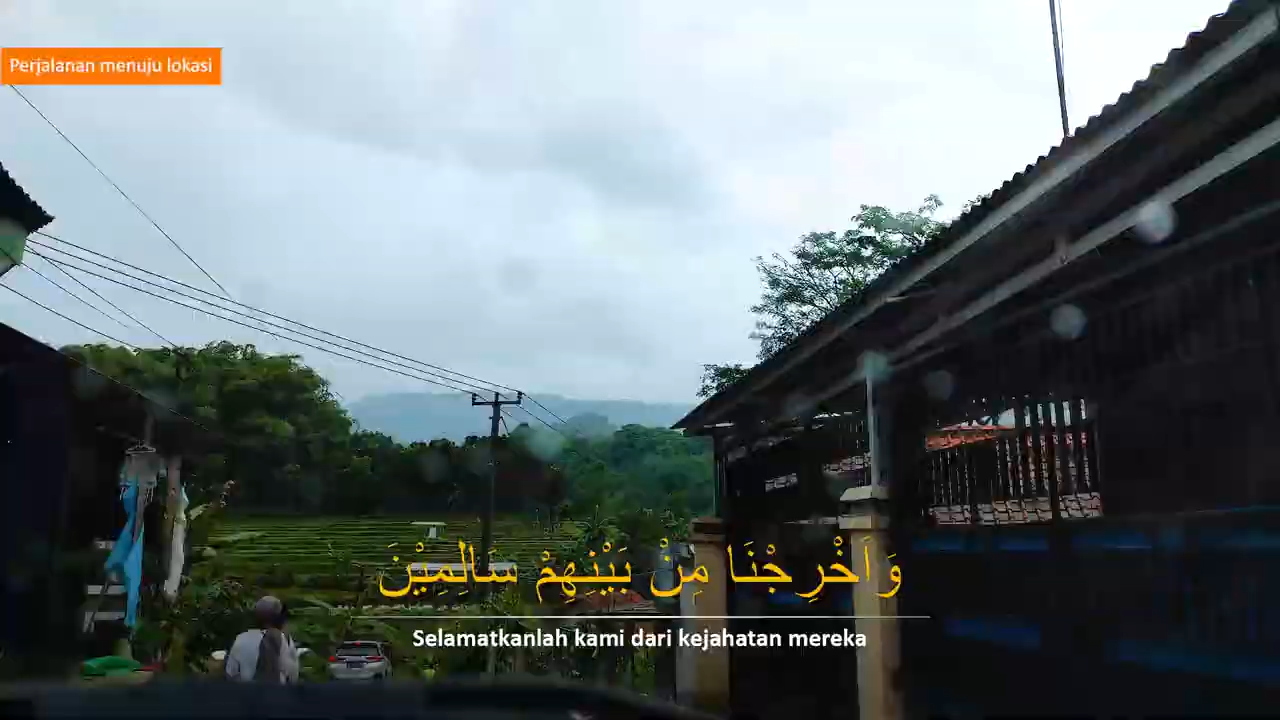 Perjalanan menuju lokasi
وَاَخْرِجْنَا مِنْ بَيْنِهِمْ سَالِمِيْنَ
Selamatkanlah kami dari kejahatan mereka